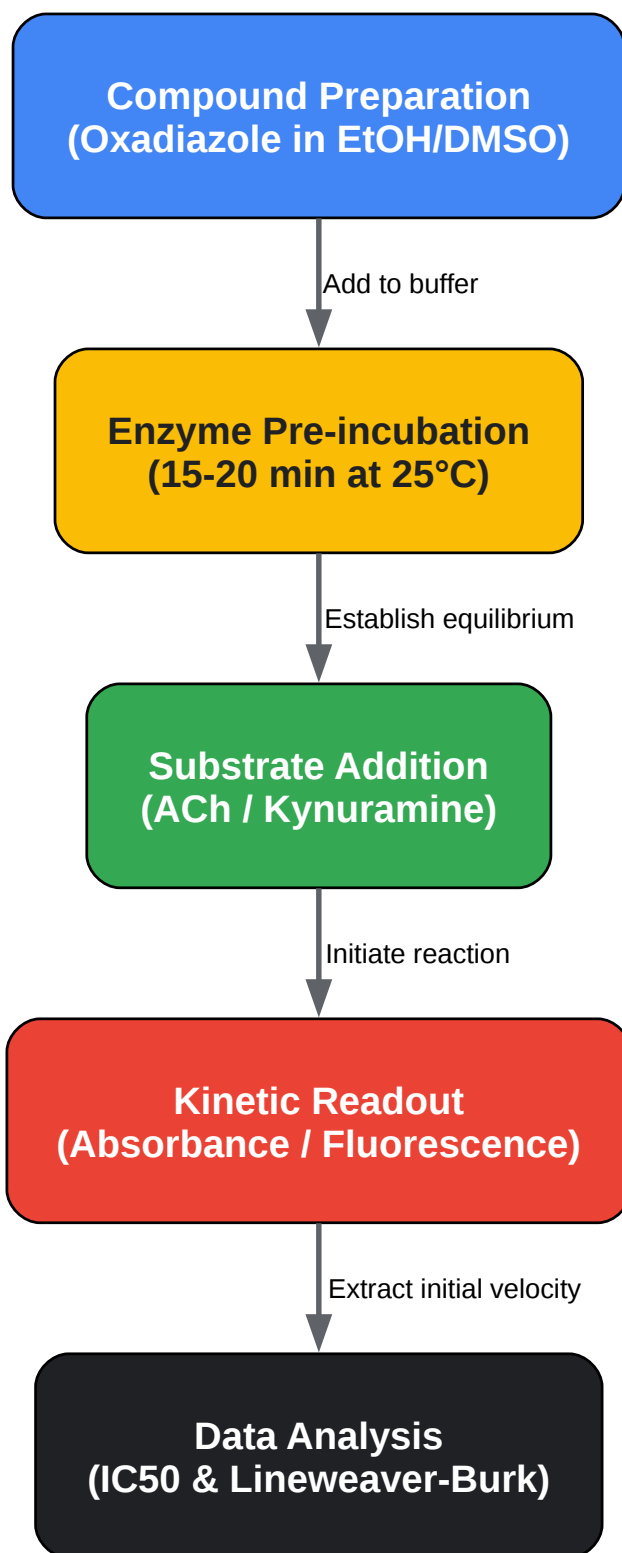 Compound Preparation
(Oxadiazole in EtOH/DMSO)
Add to buffer
Enzyme Pre-incubation
(15-20 min at 25°C)
Establish equilibrium
Substrate Addition
(ACh / Kynuramine)
Initiate reaction
Kinetic Readout
(Absorbance / Fluorescence)
Extract initial velocity
Data Analysis
(IC50 & Lineweaver-Burk)